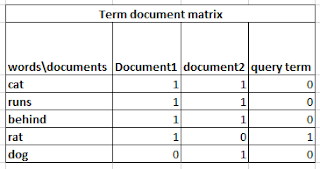 Term document matrix
words\documents Document1 document2 query term
cat 1 1 0
runs 1 1 0
behind 1 1 0
rat 1 0 1
dog 0 1 0